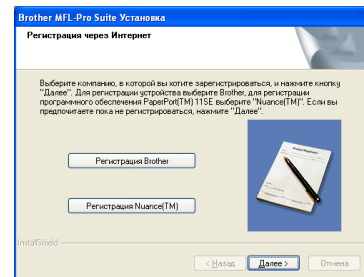 Brother MFL-Pro Suite Установка
Регистрация через Интернет
Выберите компанию, в которой вы хотите зарегистрироваться, и нажмите кнопку
"Далее". Для регистрации устройства выберите Brother, для регистрации
программного обеспечения PaperPort(TM) 11SE выберите "Nuance(TM)". Если вы
предпочитаете пока не регистрироваться, нажмите "Далее".
Регистрация Brother
Регистрация Nuance(TM)
InstallShield
< Назад
Далее >
Отмена